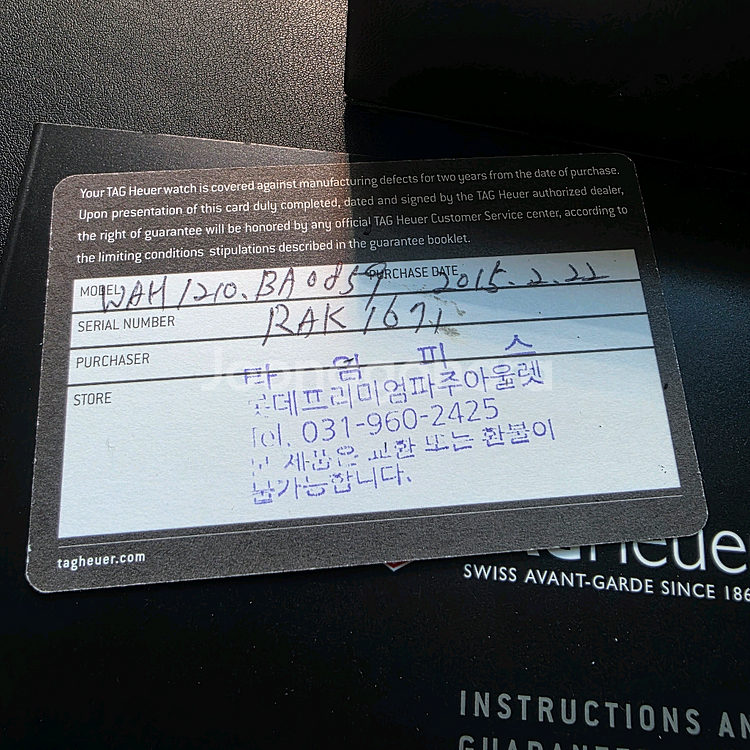 Your TAG Heuer watch is covered against manufacturing defects for two years from the date of purchase.
Upon presentation of this card duly completed, dated and signed by the TAG Heuer authorized dealer,
the right of guarantee will be honored by any official TAG Heuer Customer Service center, according to
the limiting conditions stipulations described in the guarantee booklet.
MODEL WAH1210.BA0859 PURCHASE DATE 2015.2.22
SERIAL NUMBER RAK1671
PURCHASER
타 임 피 스
STORE
롯데프리미엄파주아울렛
Tel. 031-960-2425
본 제품은 교환 또는 환불이
불가능합니다.
tagheuer.com
Heue
SWISS AVANT-GARDE SINCE 186
INSTRUCTIONS AN